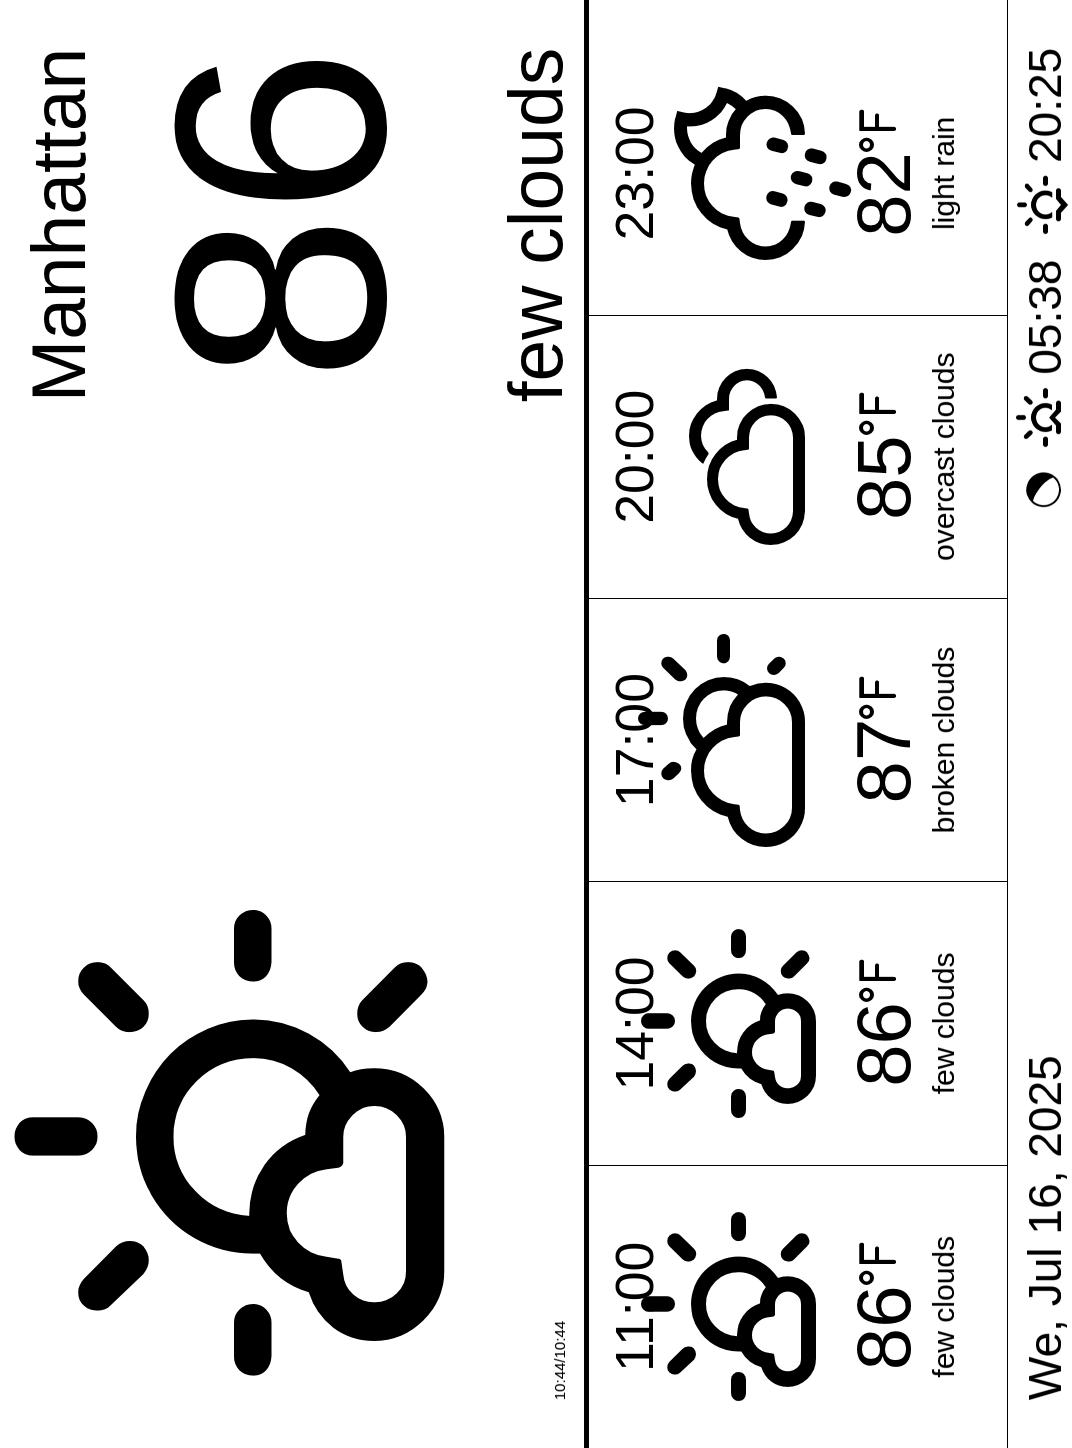 Manhattan
86
few clouds
10:44/10:44
11:00
86°F
few clouds
14:00
86°F
few clouds
17:00
87°F
broken clouds
20:00
85°F
overcast clouds
23:00
82°F
light rain
We, Jul 16, 2025
05:38
20:25